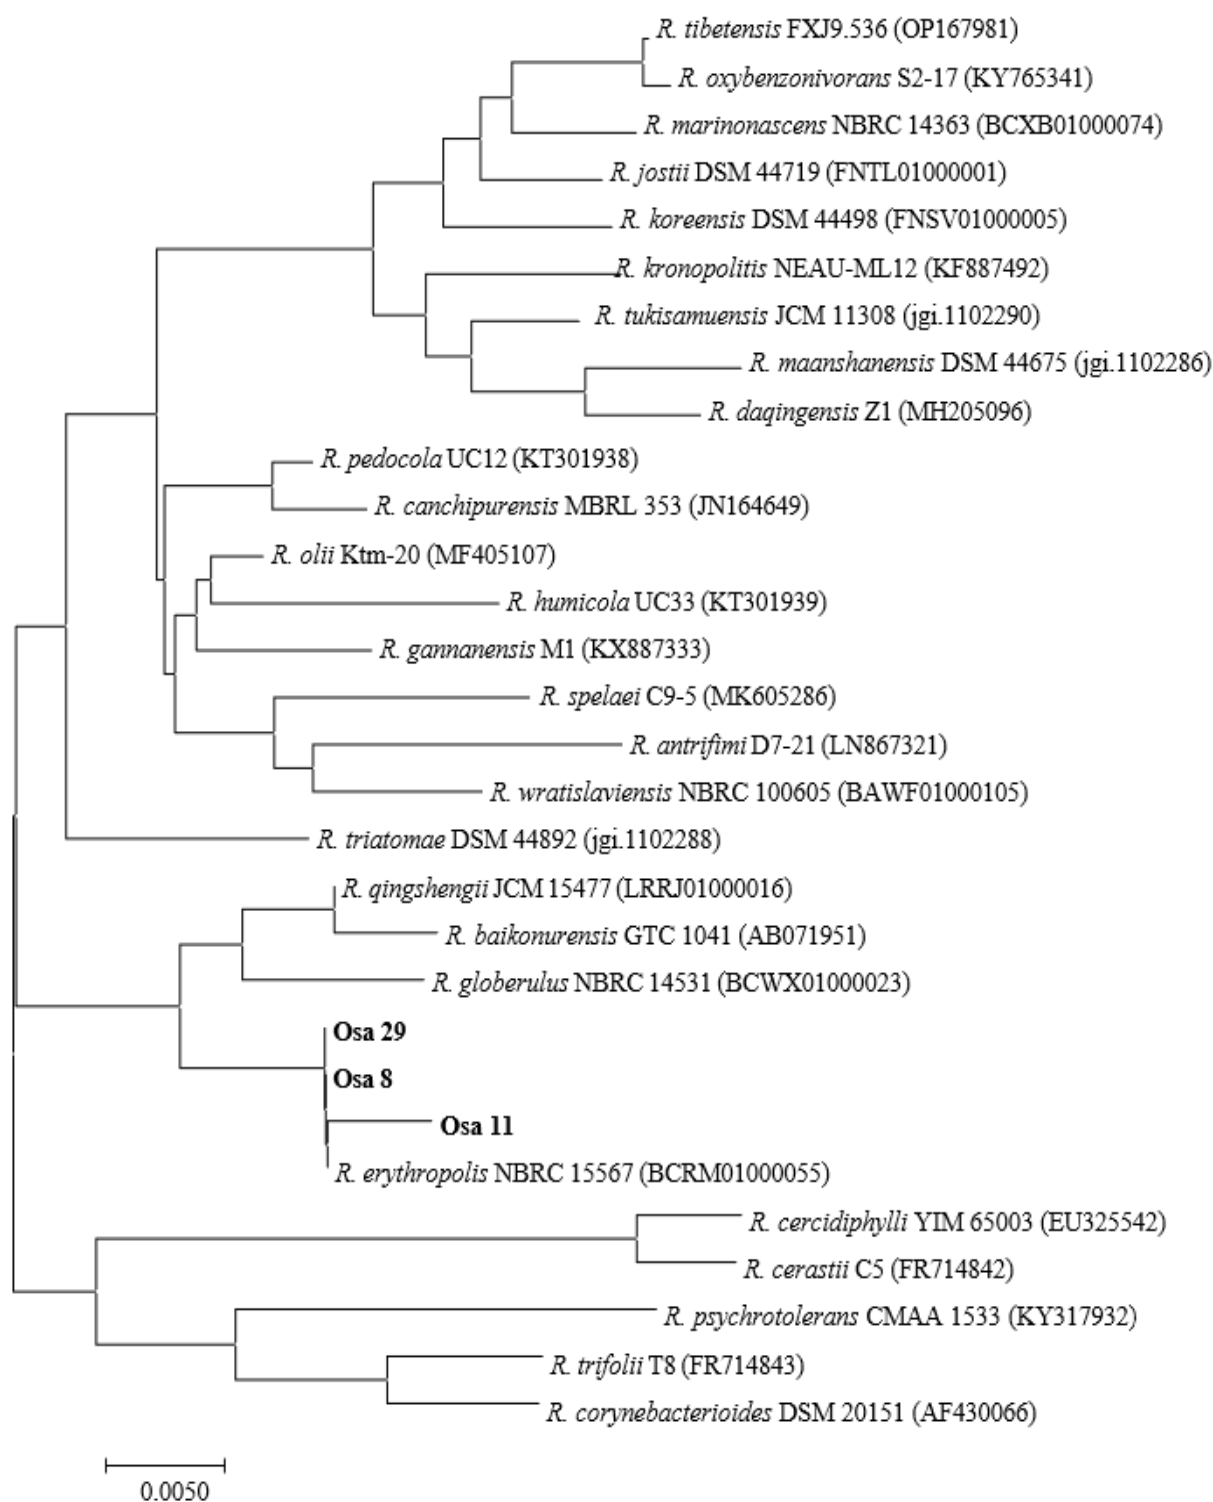 R. tibetensis FXJ9.536 (OP167981)
R. oxybenzonivorans S2-17 (KY765341)
R. marinonascens NBRC 14363 (BCXB01000074)
R. jostii DSM 44719 (FNTL01000001)
R. koreensis DSM 44498 (FNSV01000005)
R. kronopolitis NEAU-ML12 (KF887492)
R. tukisamuensis JCM 11308 (jgi.1102290)
R. maanshanensis DSM 44675 (jgi.1102286)
R. daqingensis Z1 (MH205096)
R. pedocola UC12 (KT301938)
R. canchipurensis MBRL 353 (JN164649)
R. olii Ktm-20 (MF405107)
R. humicola UC33 (KT301939)
R. gannanensis M1 (KX887333)
R. spelaei C9-5 (MK605286)
R. antrifimi D7-21 (LN867321)
R. wratislaviensis NBRC 100605 (BAWF01000105)
R. triatomae DSM 44892 (jgi.1102288)
R. qingshengii JCM 15477 (LRRJ01000016)
R. baikonurensis GTC 1041 (AB071951)
R. globerulus NBRC 14531 (BCWX01000023)
Osa 29
Osa 8
Osa 11
R. erythropolis NBRC 15567 (BCRM01000055)
R. cercidiphylli YIM 65003 (EU325542)
R. cerastii C5 (FR714842)
R. psychrotolerans CMAA 1533 (KY317932)
R. trifolii T8 (FR714843)
R. corynebacterioides DSM 20151 (AF430066)
0.0050